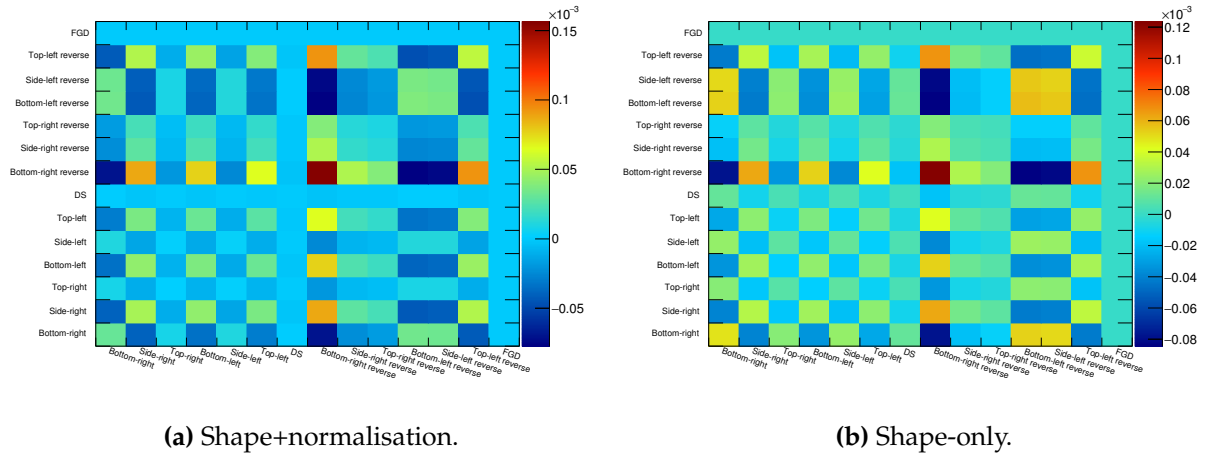 ×10⁻³
FGD
Top-left reverse
Side-left reverse
Bottom-left reverse
Top-right reverse
Side-right reverse
Bottom-right reverse
DS
Top-left
Side-left
Bottom-left
Top-right
Side-right
Bottom-right
Bottom-right Side-right Top-right Bottom-left Side-left Top-left DS Bottom-right reverse Side-right reverse Top-right reverse Bottom-left reverse Side-left reverse Top-left reverse FGD
0.15
0.1
0.05
0
−0.05
(a) Shape+normalisation.
×10⁻³
FGD
Top-left reverse
Side-left reverse
Bottom-left reverse
Top-right reverse
Side-right reverse
Bottom-right reverse
DS
Top-left
Side-left
Bottom-left
Top-right
Side-right
Bottom-right
Bottom-right Side-right Top-right Bottom-left Side-left Top-left DS Bottom-right reverse Side-right reverse Top-right reverse Bottom-left reverse Side-left reverse Top-left reverse FGD
0.12
0.1
0.08
0.06
0.04
0.02
0
−0.02
−0.04
−0.06
−0.08
(b) Shape-only.